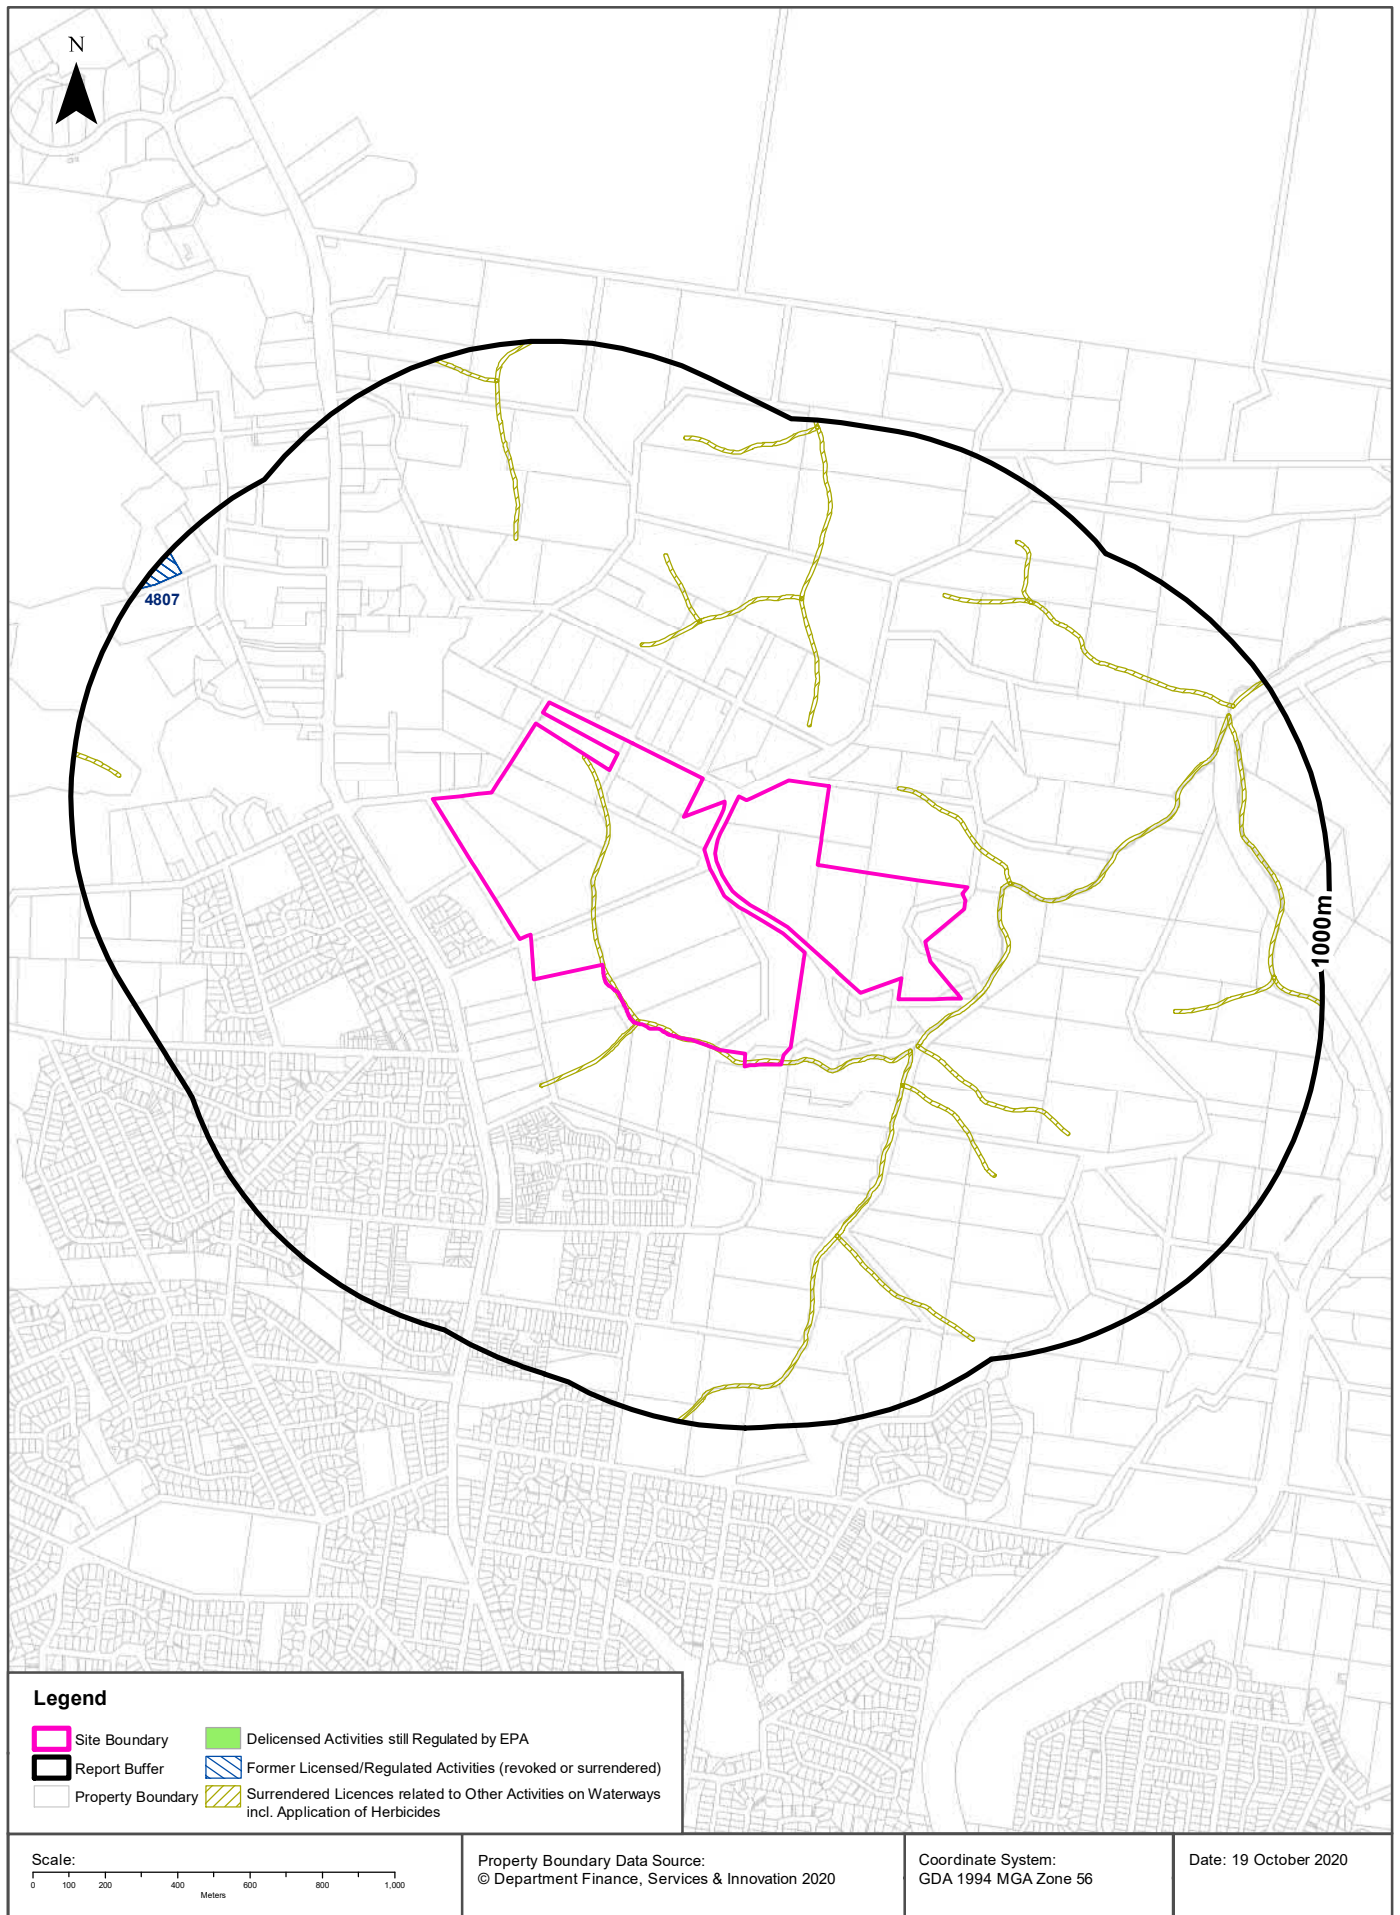 N
4807
1000m
Legend
Site Boundary
Report Buffer
Property Boundary
Delicensed Activities still Regulated by EPA
Former Licensed/Regulated Activities (revoked or surrendered)
Surrendered Licences related to Other Activities on Waterways
incl. Application of Herbicides
Scale:
0 100 200 400 600 800 1,000
Meters
Property Boundary Data Source:
© Department Finance, Services & Innovation 2020
Coordinate System:
GDA 1994 MGA Zone 56
Date: 19 October 2020